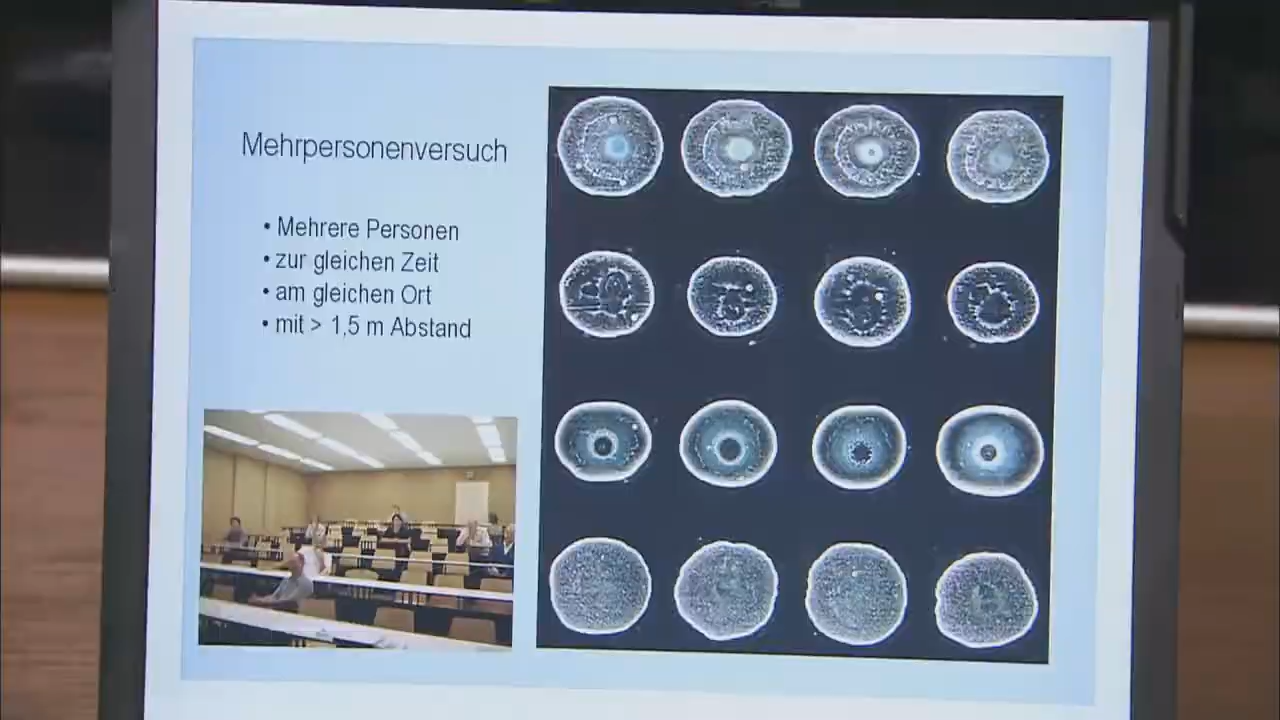 Mehrpersonenversuch
• Mehrere Personen
• zur gleichen Zeit
• am gleichen Ort
• mit > 1,5 m Abstand